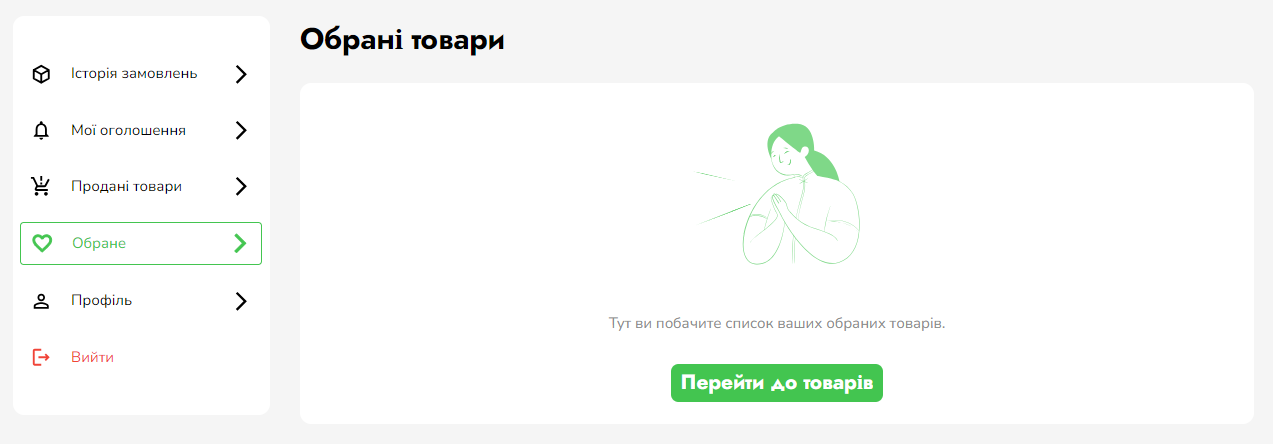 Історія замовлень
Мої оголошення
Продані товари
Обране
Профіль
Вийти
Обрані товари
Тут ви побачите список ваших обраних товарів.
Перейти до товарів